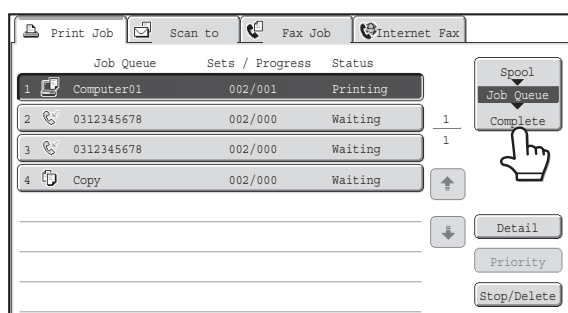 Print Job Scan to Fax Job Internet Fax
Job Queue Sets / Progress Status
1 Computer01 002/001 Printing
2 0312345678 002/000 Waiting
3 0312345678 002/000 Waiting
4 Copy 002/000 Waiting
1
1
Spool
Job Queue
Complete
Detail
Priority
Stop/Delete